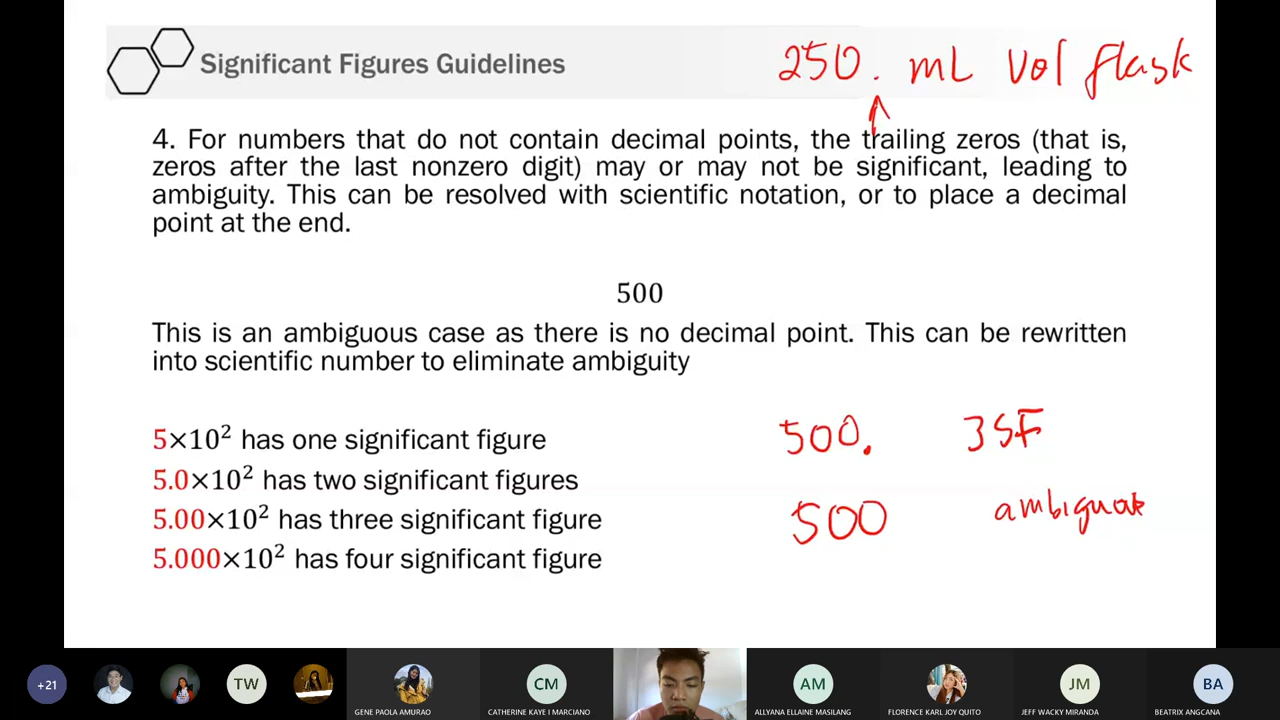 Significant Figures Guidelines
250. mL Vol flask
4. For numbers that do not contain decimal points, the trailing zeros (that is,
zeros after the last nonzero digit) may or may not be significant, leading to
ambiguity. This can be resolved with scientific notation, or to place a decimal
point at the end.
500
This is an ambiguous case as there is no decimal point. This can be rewritten
into scientific number to eliminate ambiguity
5×10² has one significant figure
5.0×10² has two significant figures
5.00×10² has three significant figure
5.000×10² has four significant figure
500. 3SF
500
+21
TW
GENE PAOLA AMURAO
CM
CATHERINE KAYE I MARCIANO
AM
ALLYANA ELLAINE MASILANG
FLORENCE KARL JOY QUITO
JM
JEFF WACKY MIRANDA
BA
BEATRIX ANGCANA